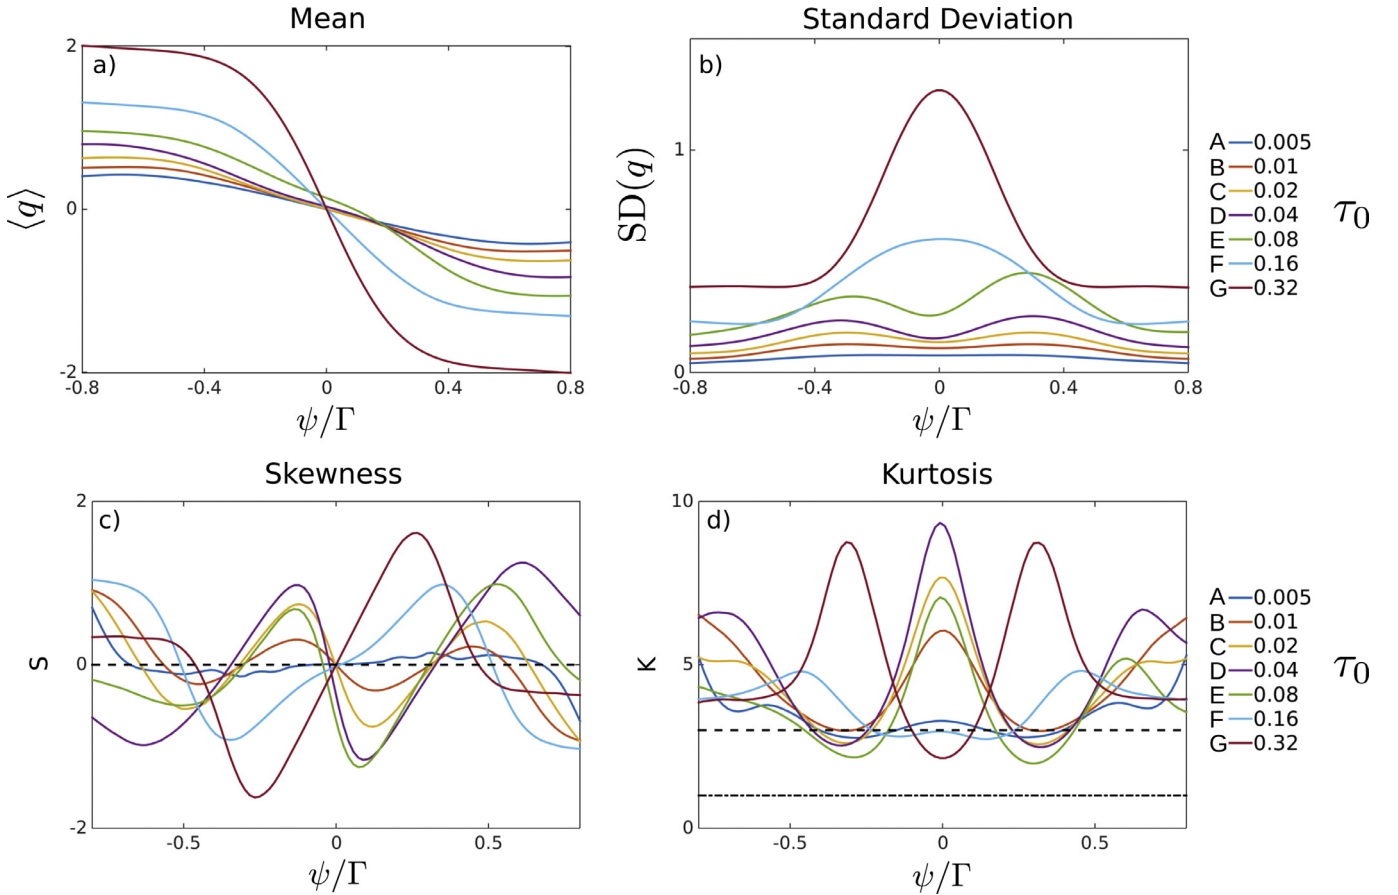 Mean
a)
2
0
-2
-0.8
-0.4
0
0.4
0.8
⟨q⟩
ψ/Γ
Standard Deviation
b)
1
0
-0.8
-0.4
0
0.4
0.8
SD(q)
ψ/Γ
A 0.005
B 0.01
C 0.02
D 0.04
E 0.08
F 0.16
G 0.32
τ0
Skewness
c)
2
0
-2
-0.5
0
0.5
S
ψ/Γ
Kurtosis
d)
10
5
0
-0.5
0
0.5
K
ψ/Γ
A 0.005
B 0.01
C 0.02
D 0.04
E 0.08
F 0.16
G 0.32
τ0